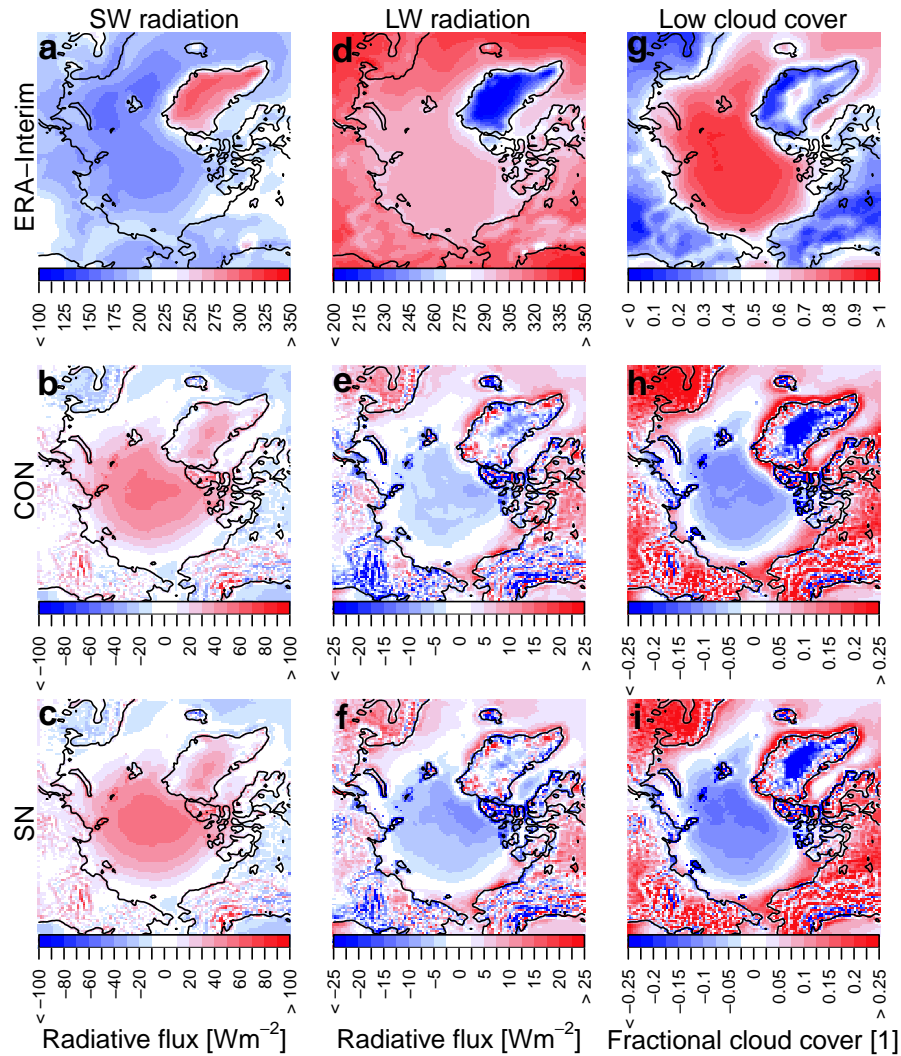 SW radiation LW radiation Low cloud cover
ERA−Interim
a d g
< 100 125 150 175 200 225 250 275 300 325 > 350
< 200 215 230 245 260 275 290 305 320 335 > 350
< 0 0.1 0.2 0.3 0.4 0.5 0.6 0.7 0.8 0.9 > 1
CON
b e h
< −100 −80 −60 −40 −20 0 20 40 60 80 > 100
< −25 −20 −15 −10 −5 0 5 10 15 20 > 25
< −0.25 −0.2 −0.15 −0.1 −0.05 0 0.05 0.1 0.15 0.2 > 0.25
SN
c f i
< −100 −80 −60 −40 −20 0 20 40 60 80 > 100
< −25 −20 −15 −10 −5 0 5 10 15 20 > 25
< −0.25 −0.2 −0.15 −0.1 −0.05 0 0.05 0.1 0.15 0.2 > 0.25
Radiative flux [Wm−2] Radiative flux [Wm−2] Fractional cloud cover [1]